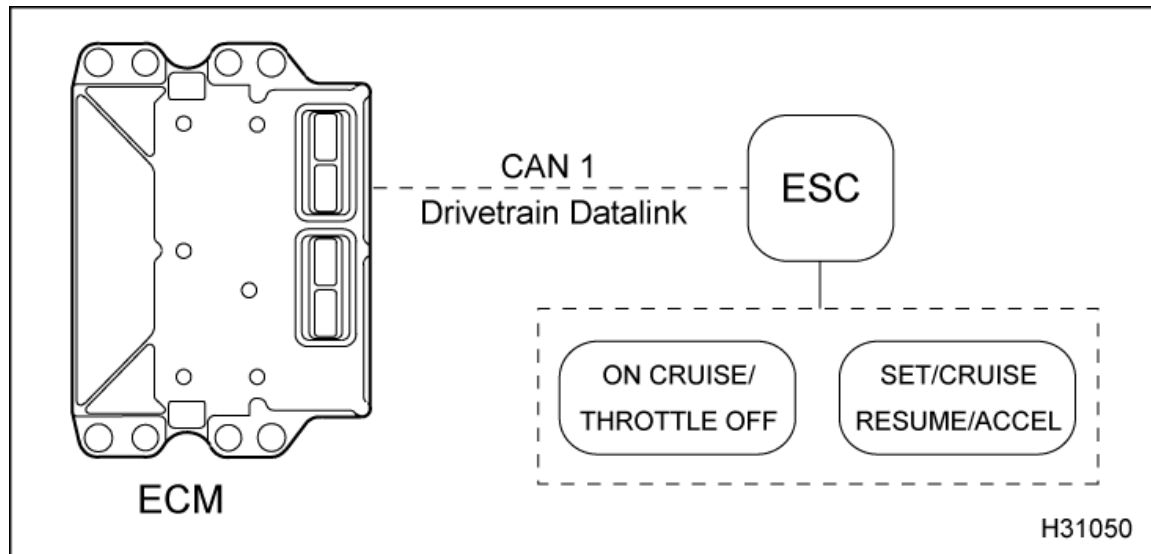 CAN 1
Drivetrain Datalink
ESC
ON CRUISE/
THROTTLE OFF
SET/CRUISE
RESUME/ACCEL
ECM
H31050